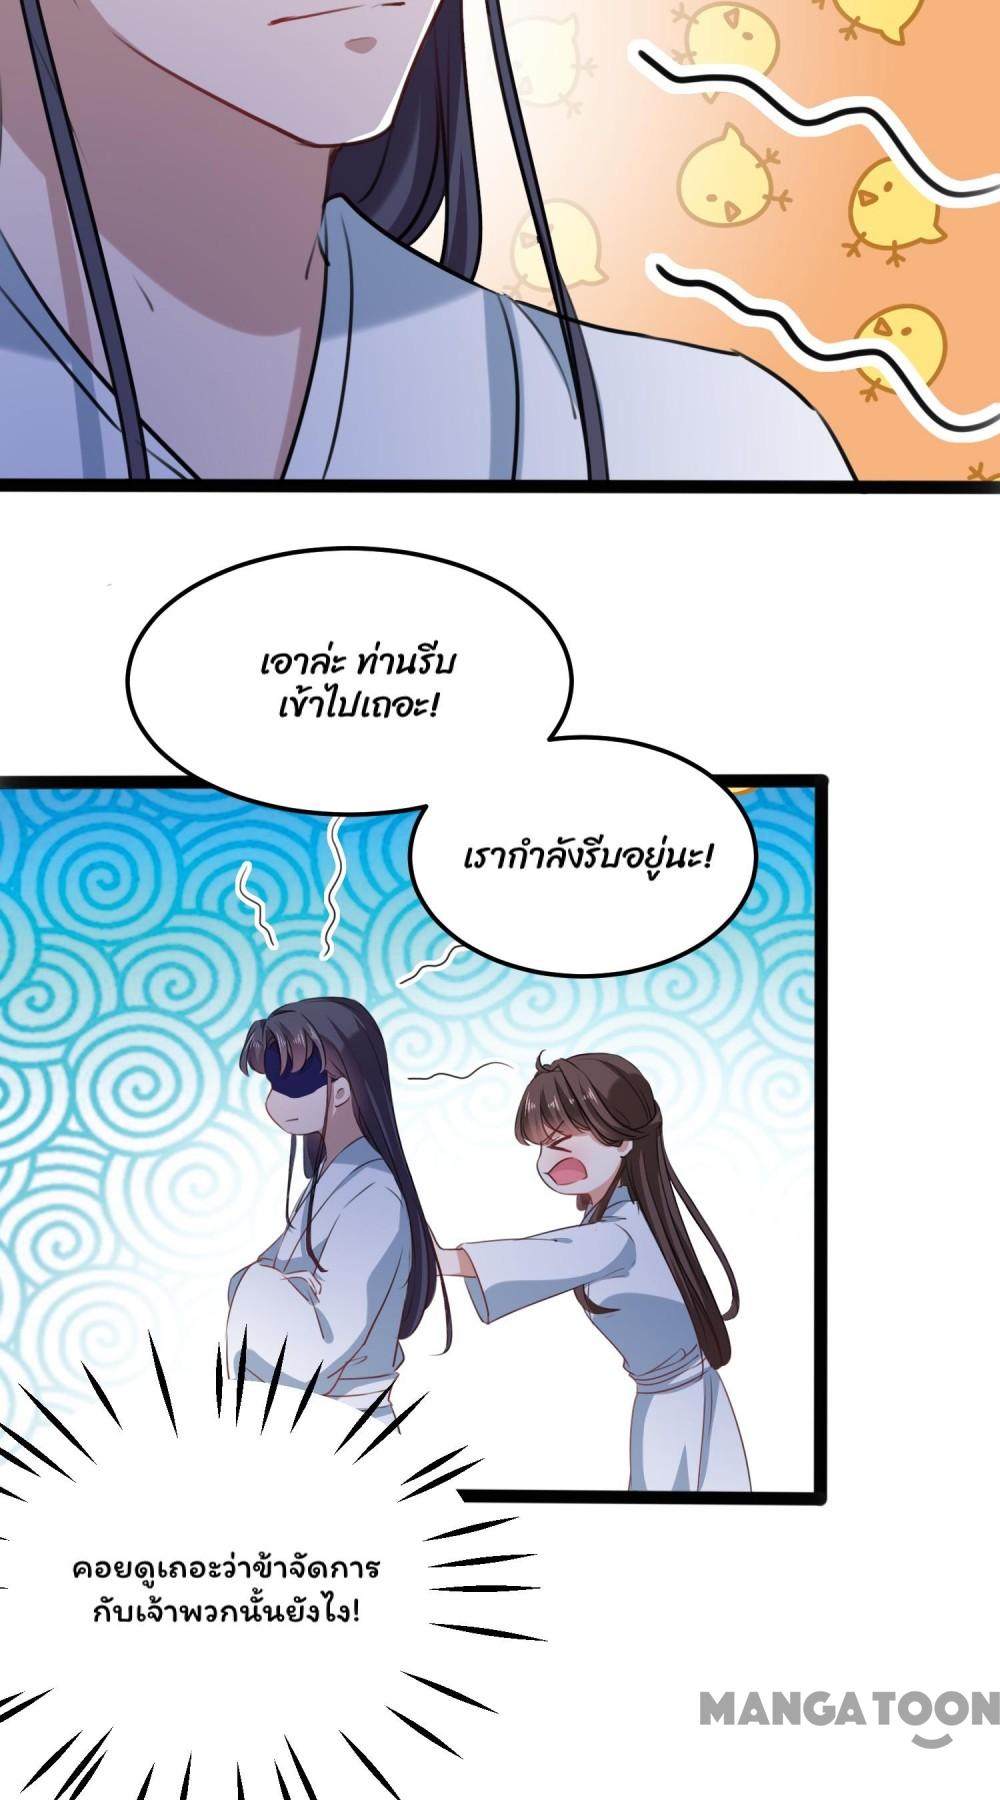 เอาล่ะ ท่านรีบ
เข้าไปเถอะ!
เรากำลังรีบอยู่นะ!
คอยดูเถอะว่าข้าจัดการ
กับเจ้าพวกนั้นยังไง!
MANGATOON